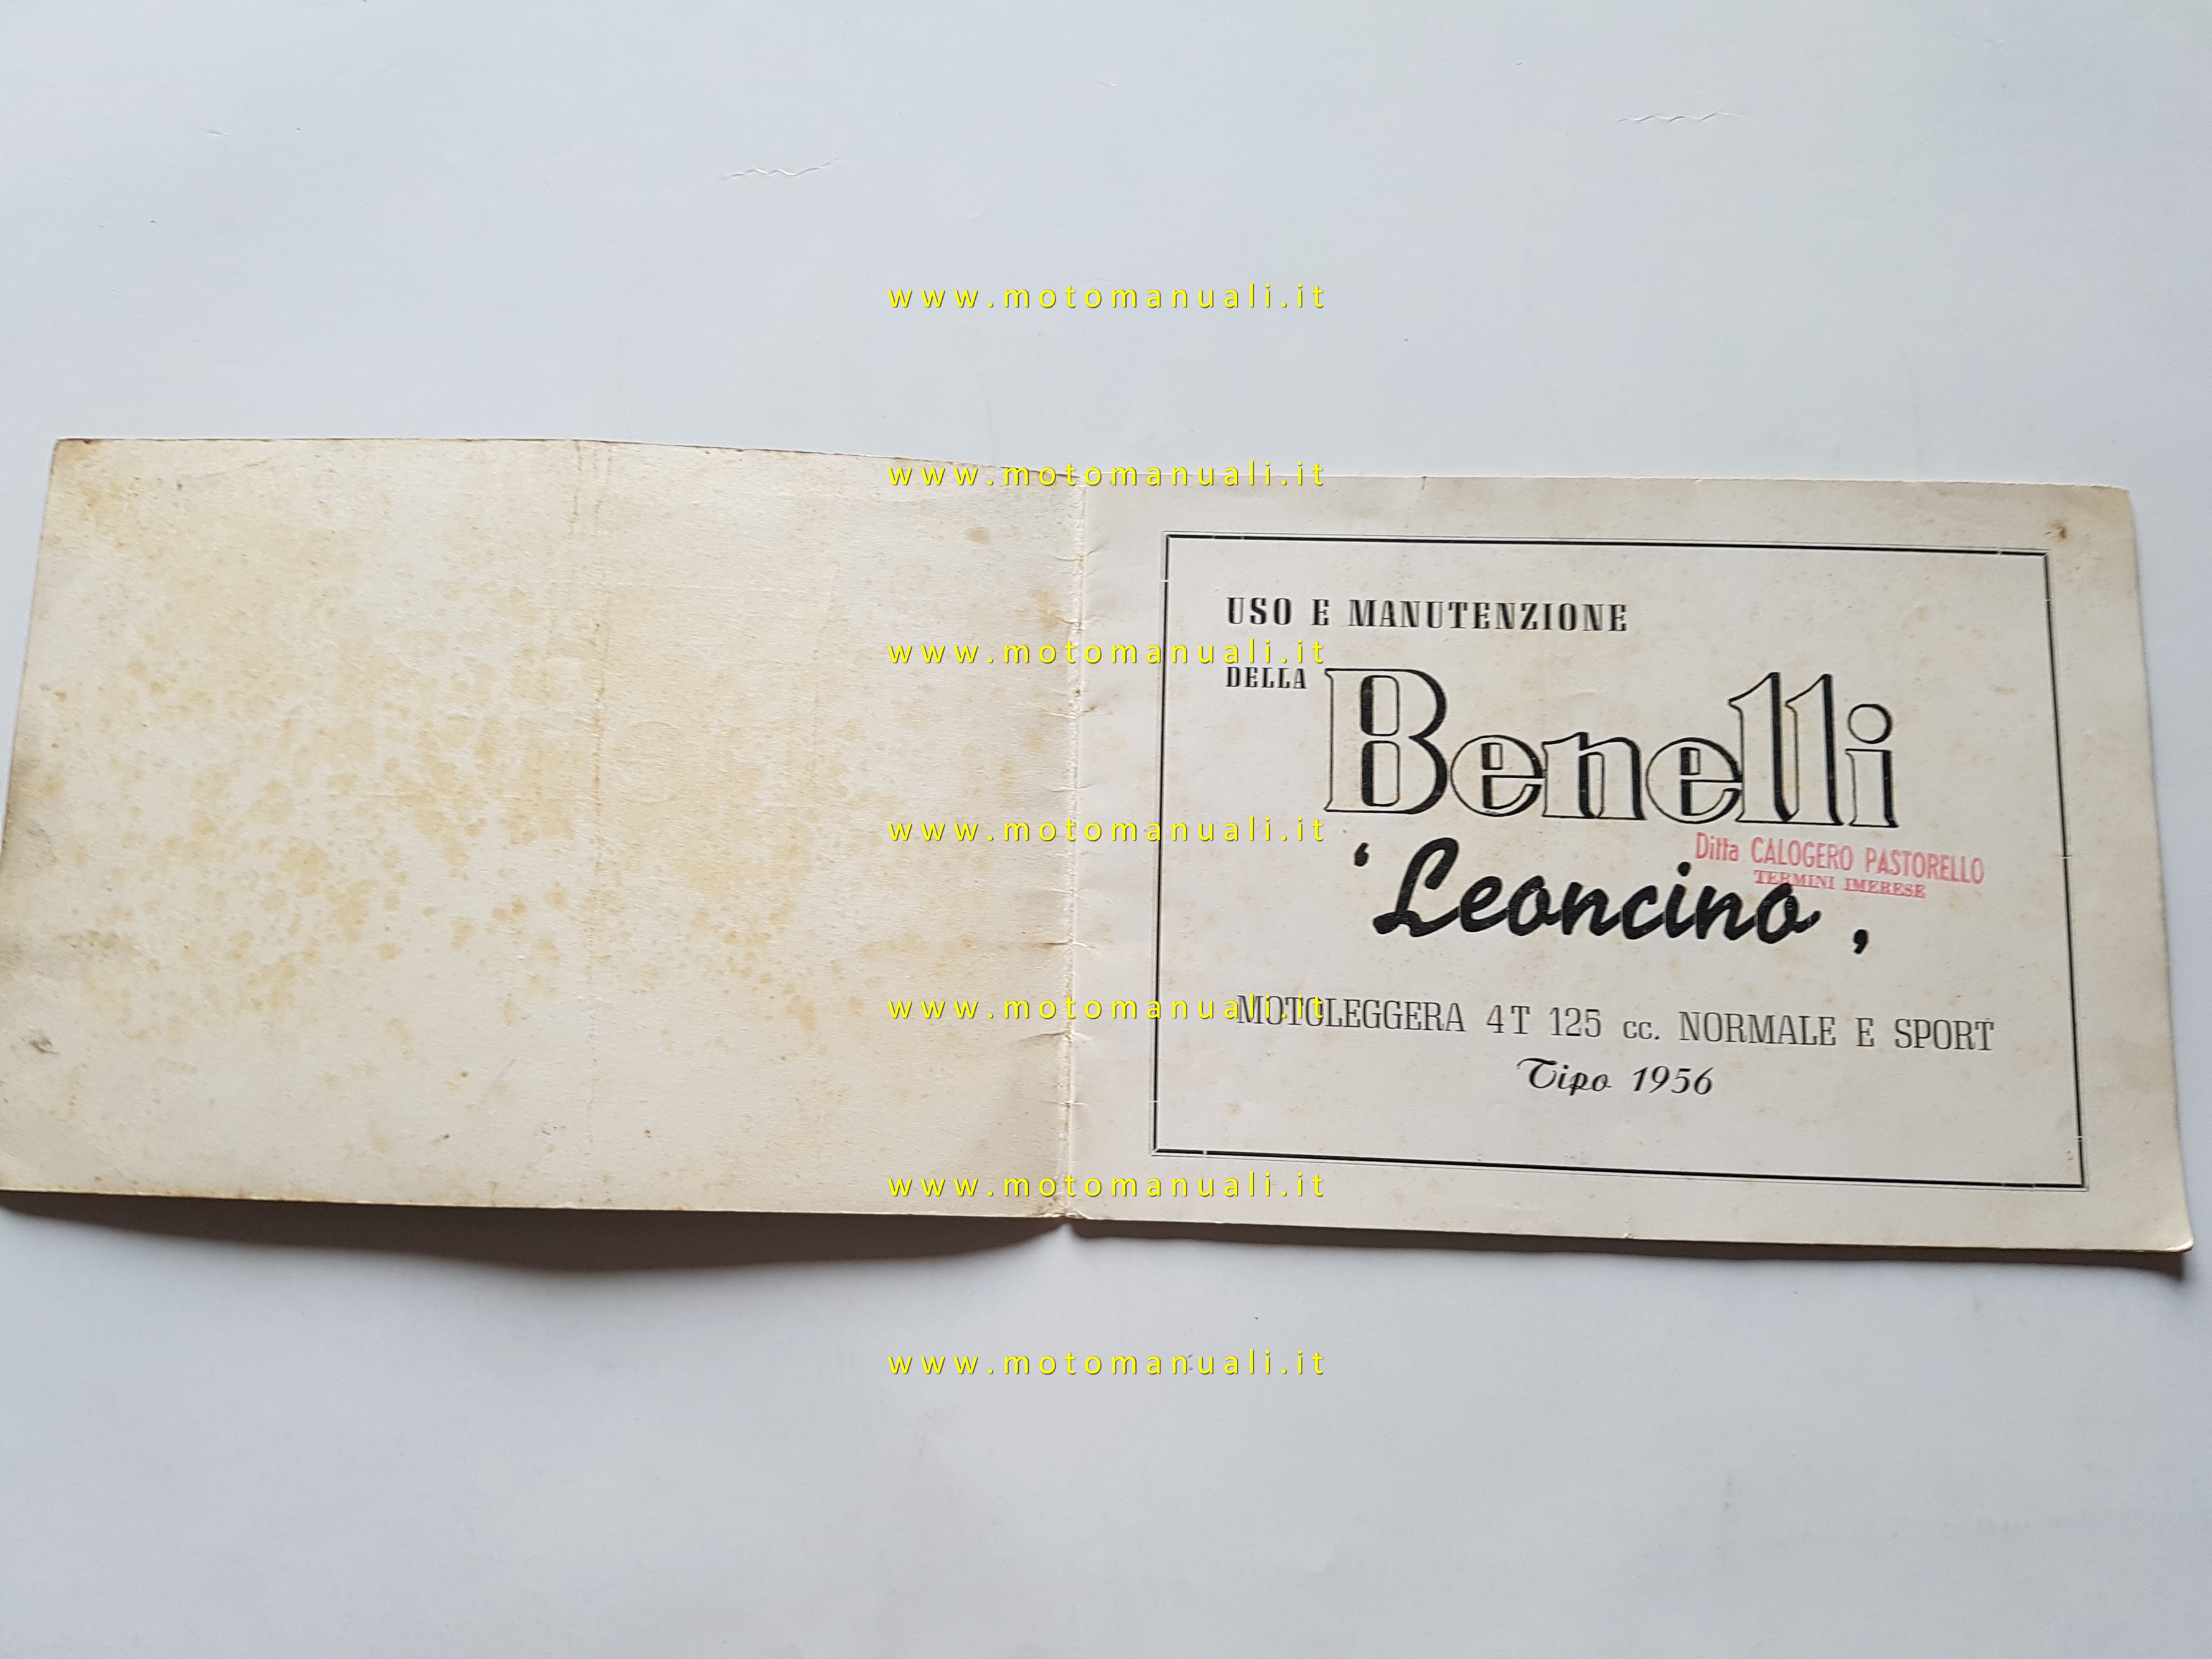 www.motomanuali.it
www.motomanuali.it
USO E MANUTENZIONE
www.motomanuali.it
DELLA
Benelli
www.motomanuali.it
Ditta CALOGERO PASTORELLO
TERMINI IMERESE
‘Leoncino,
www.motomanuali.it
MOTOLEGGERA 4T 125 cc. NORMALE E SPORT
Tipo 1956
www.motomanuali.it
www.motomanuali.it